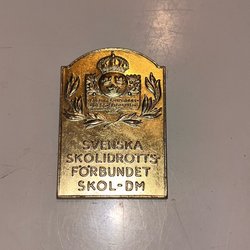 SVENSKA
SKOLIDROTTS-
FÖRBUNDET
SKOL-DM